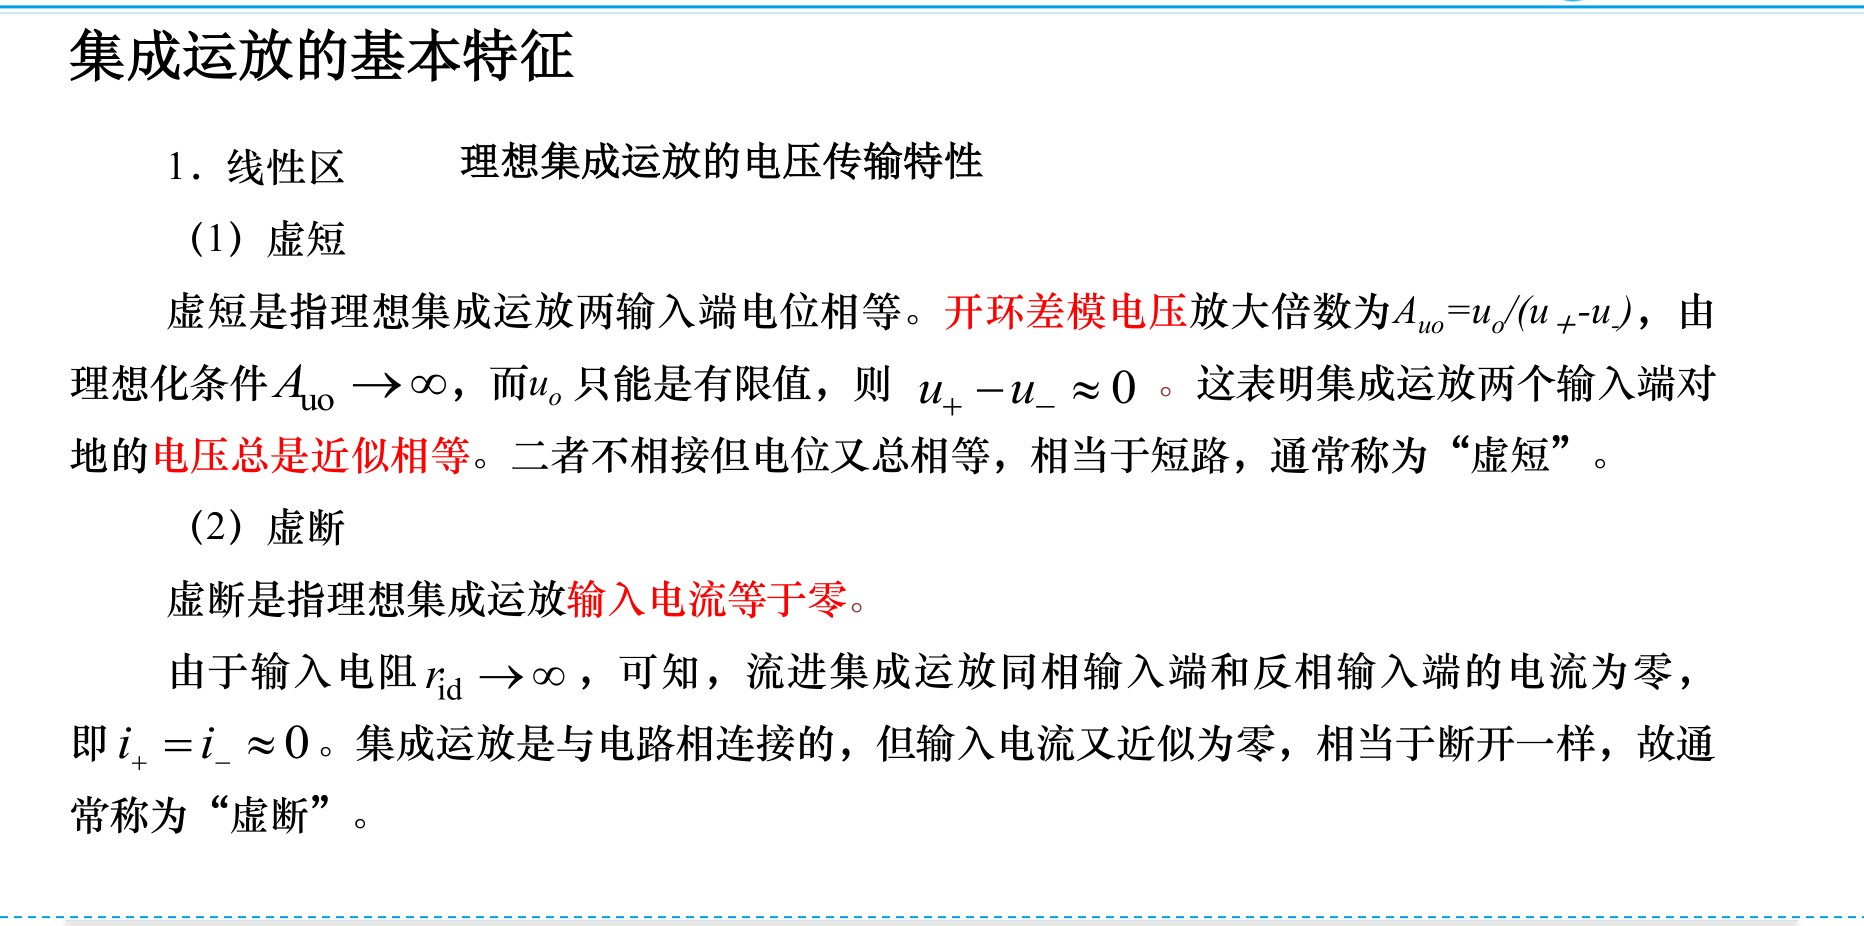 集成运放的基本特征
1．线性区 理想集成运放的电压传输特性
（1）虚短
虚短是指理想集成运放两输入端电位相等。开环差模电压放大倍数为Auo=uo/(u +-u-)，由
理想化条件Auo →∞，而uo 只能是有限值，则 u+ −u− ≈0 。这表明集成运放两个输入端对
地的电压总是近似相等。二者不相接但电位又总相等，相当于短路，通常称为“虚短”。
（2）虚断
虚断是指理想集成运放输入电流等于零。
由于输入电阻rid →∞，可知，流进集成运放同相输入端和反相输入端的电流为零，
即i+ =i− ≈0。集成运放是与电路相连接的，但输入电流又近似为零，相当于断开一样，故通
常称为“虚断”。